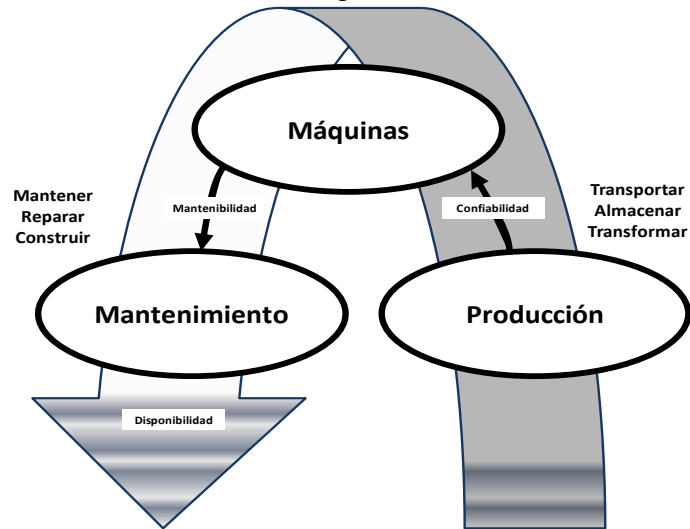 Máquinas
Mantener
Reparar
Construir
Mantenibilidad
Confiabilidad
Transportar
Almacenar
Transformar
Mantenimiento
Producción
Disponibilidad